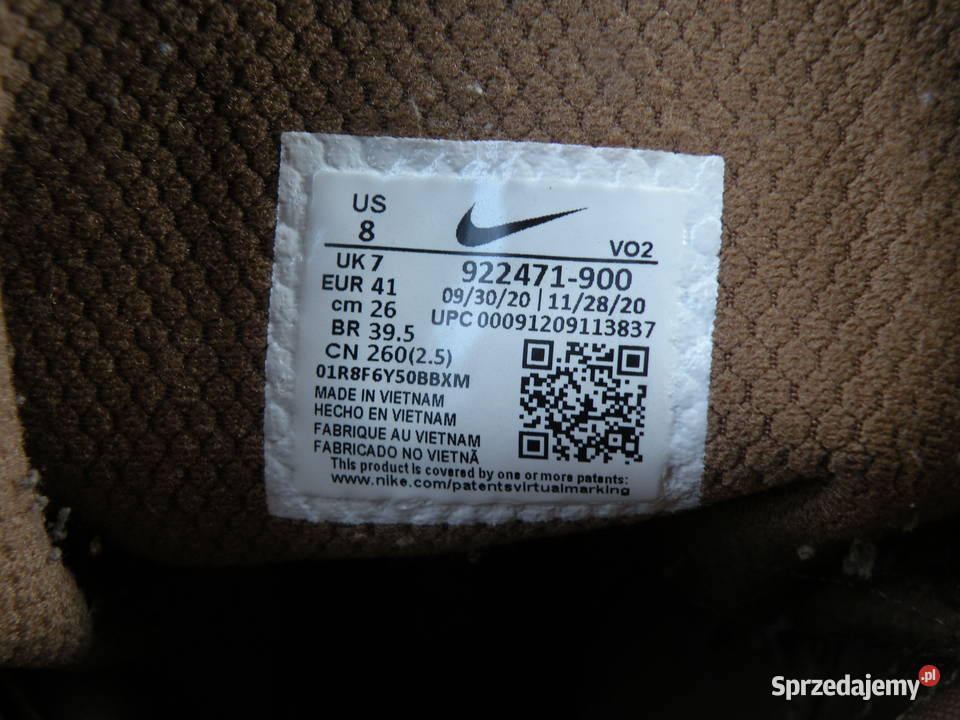 US
8
VO2
UK 7
EUR 41
cm 26
BR 39.5
CN 260(2.5)
922471-900
09/30/20 | 11/28/20
UPC 00091209113837
01R8F6Y50BBXM
MADE IN VIETNAM
HECHO EN VIETNAM
FABRIQUE AU VIETNAM
FABRICADO NO VIETNÃ
This product is covered by one or more patents:
www.nike.com/patentsvirtualmarking
Sprzedajemy.pl